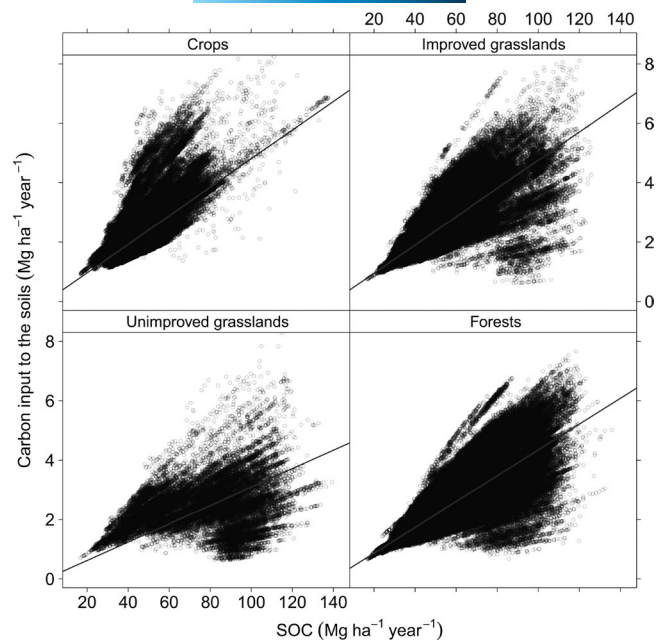 20 40 60 80 100 120 140
Crops
Improved grasslands
8
6
4
2
0
Carbon input to the soils (Mg ha⁻¹ year⁻¹)
Unimproved grasslands
Forests
8
6
4
2
0
20 40 60 80 100 120 140
SOC (Mg ha⁻¹ year⁻¹)